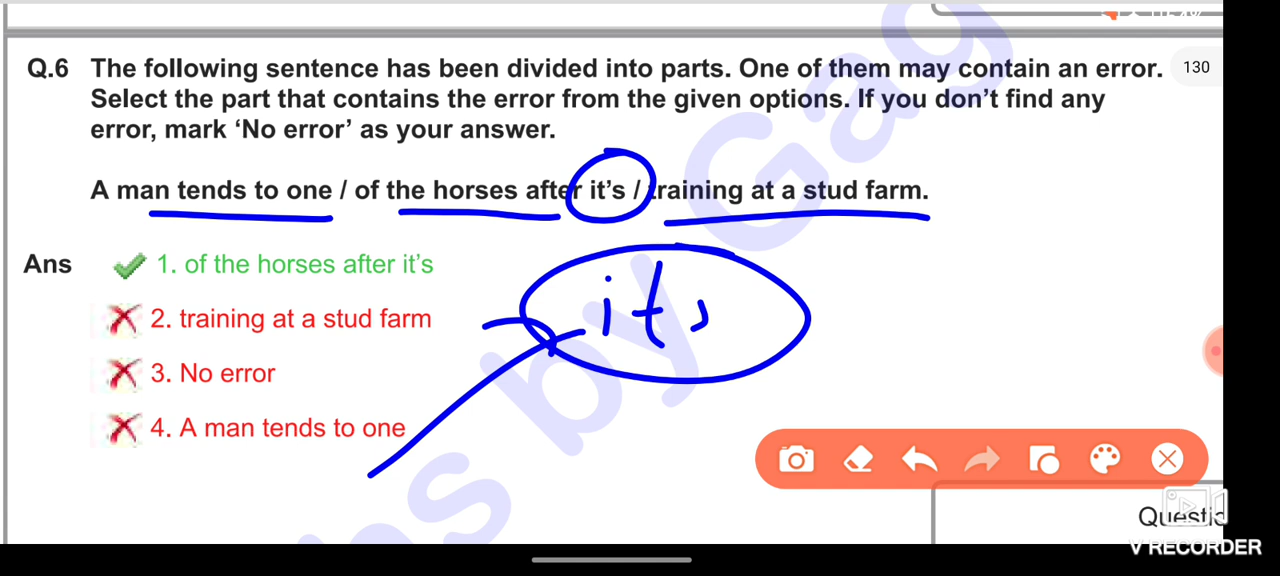 Q.6 The following sentence has been divided into parts. One of them may contain an error.
130
Select the part that contains the error from the given options. If you don't find any
error, mark 'No error' as your answer.
A man tends to one / of the horses after it's / training at a stud farm.
Ans 1. of the horses after it's
its
2. training at a stud farm
3. No error
4. A man tends to one
by Gag
V RECORDER